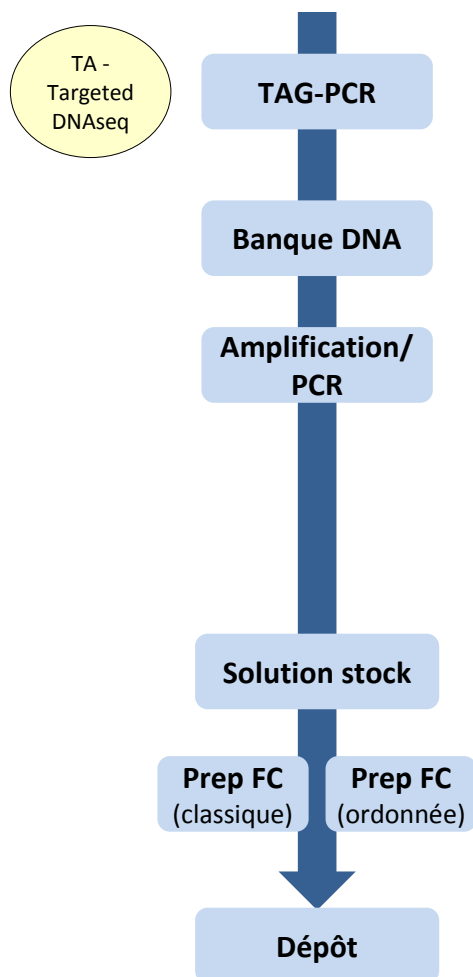 TA -
Targeted
DNAseq
TAG-PCR
Banque DNA
Amplification/
PCR
Solution stock
Prep FC
(classique)
Prep FC
(ordonnée)
Dépôt